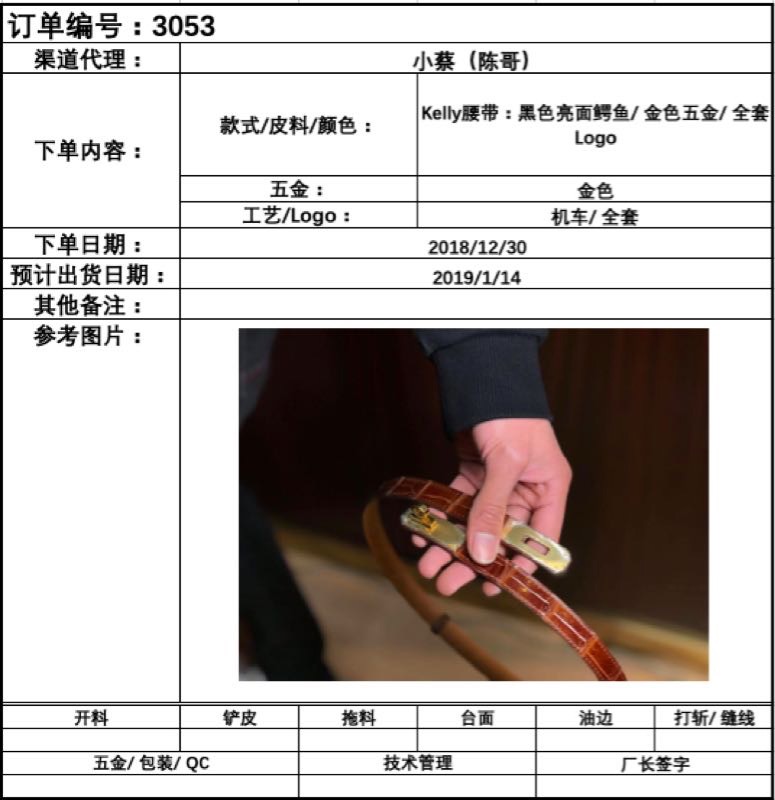 订单编号：3053
渠道代理：
小蔡（陈哥）
下单内容：
款式/皮料/颜色：
Kelly腰带：黑色亮面鳄鱼/ 金色五金/ 全套
Logo
五金：
金色
工艺/Logo：
机车/ 全套
下单日期：
2018/12/30
预计出货日期：
2019/1/14
其他备注：
参考图片：
开料
铲皮
拖料
台面
油边
打斩/ 缝线
五金/ 包装/ QC
技术管理
厂长签字